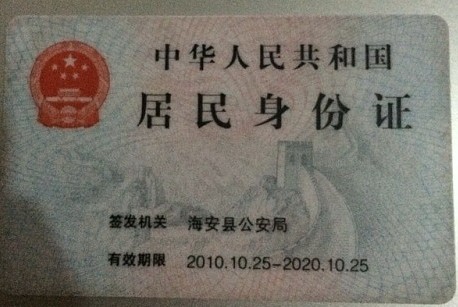 中华人民共和国
居民身份证
签发机关 海安县公安局
有效期限 2010.10.25-2020.10.25